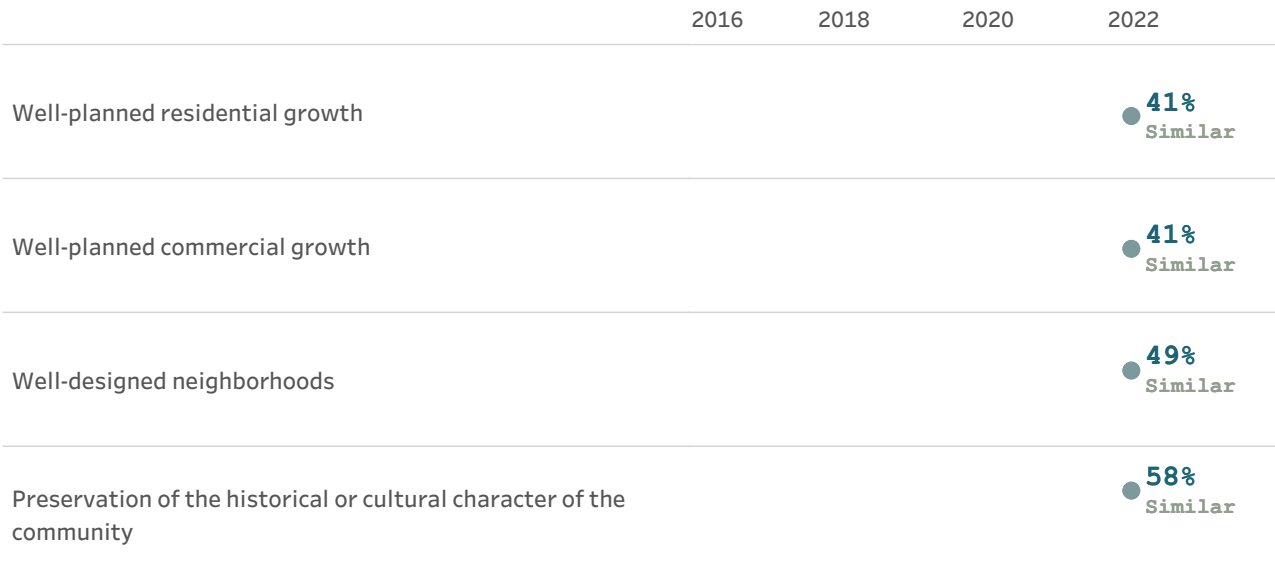 2016 2018 2020 2022
Well-planned residential growth
41%
Similar
Well-planned commercial growth
41%
Similar
Well-designed neighborhoods
49%
Similar
Preservation of the historical or cultural character of the
community
58%
Similar